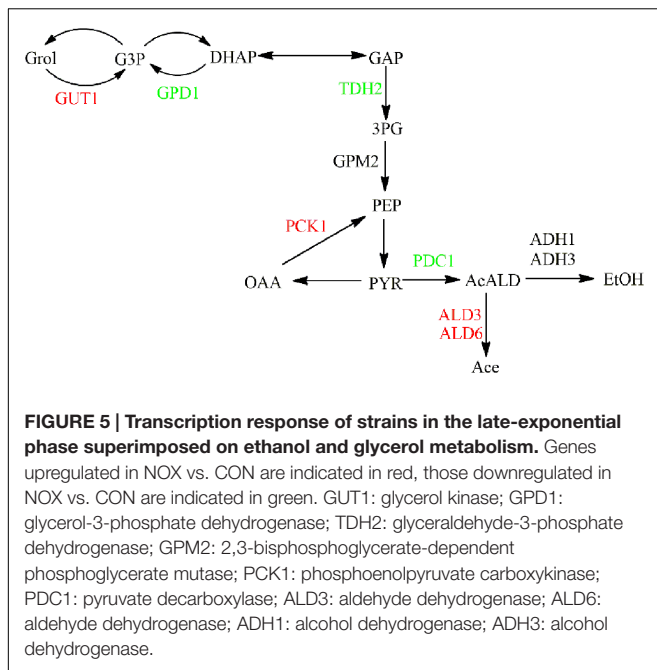 Grol G3P DHAP GAP
GUT1 GPD1 TDH2
3PG
GPM2
PEP
PCK1
OAA PYR PDC1 AcALD ADH1 ADH3 EtOH
ALD3
ALD6
Ace
FIGURE 5 | Transcription response of strains in the late-exponential
phase superimposed on ethanol and glycerol metabolism. Genes
upregulated in NOX vs. CON are indicated in red, those downregulated in
NOX vs. CON are indicated in green. GUT1: glycerol kinase; GPD1:
glycerol-3-phosphate dehydrogenase; TDH2: glyceraldehyde-3-phosphate
dehydrogenase; GPM2: 2,3-bisphosphoglycerate-dependent
phosphoglycerate mutase; PCK1: phosphoenolpyruvate carboxykinase;
PDC1: pyruvate decarboxylase; ALD3: aldehyde dehydrogenase; ALD6:
aldehyde dehydrogenase; ADH1: alcohol dehydrogenase; ADH3: alcohol
dehydrogenase.